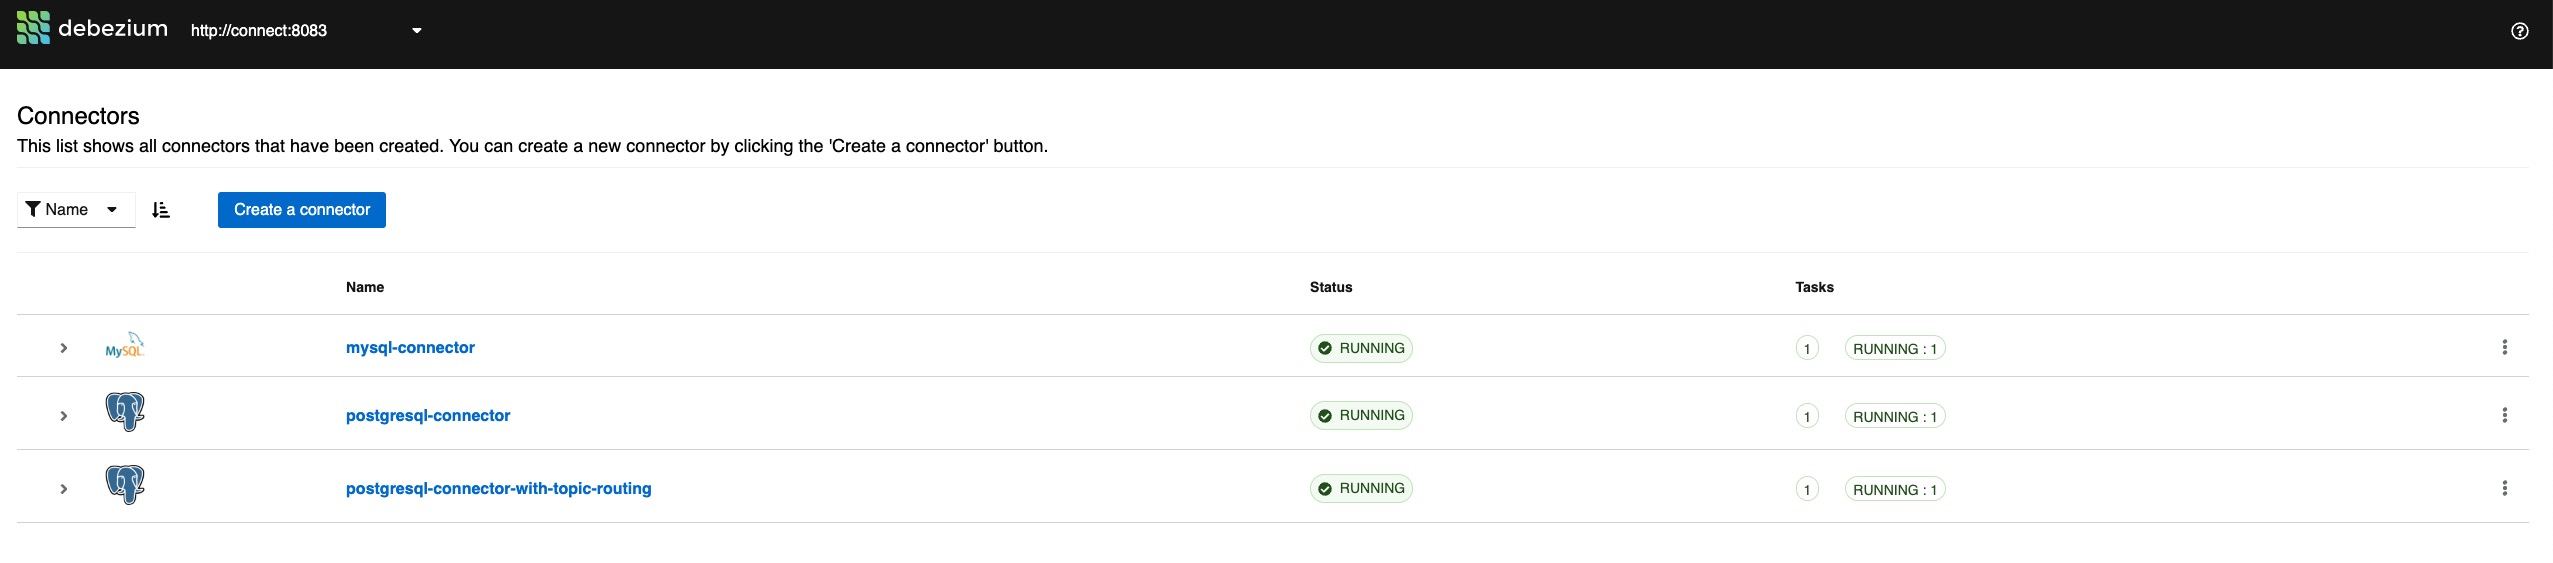 debezium http://connect:8083
Connectors
This list shows all connectors that have been created. You can create a new connector by clicking the 'Create a connector' button.
Name Create a connector
Name Status Tasks
MySQL mysql-connector RUNNING 1 RUNNING : 1
postgresql-connector RUNNING 1 RUNNING : 1
postgresql-connector-with-topic-routing RUNNING 1 RUNNING : 1